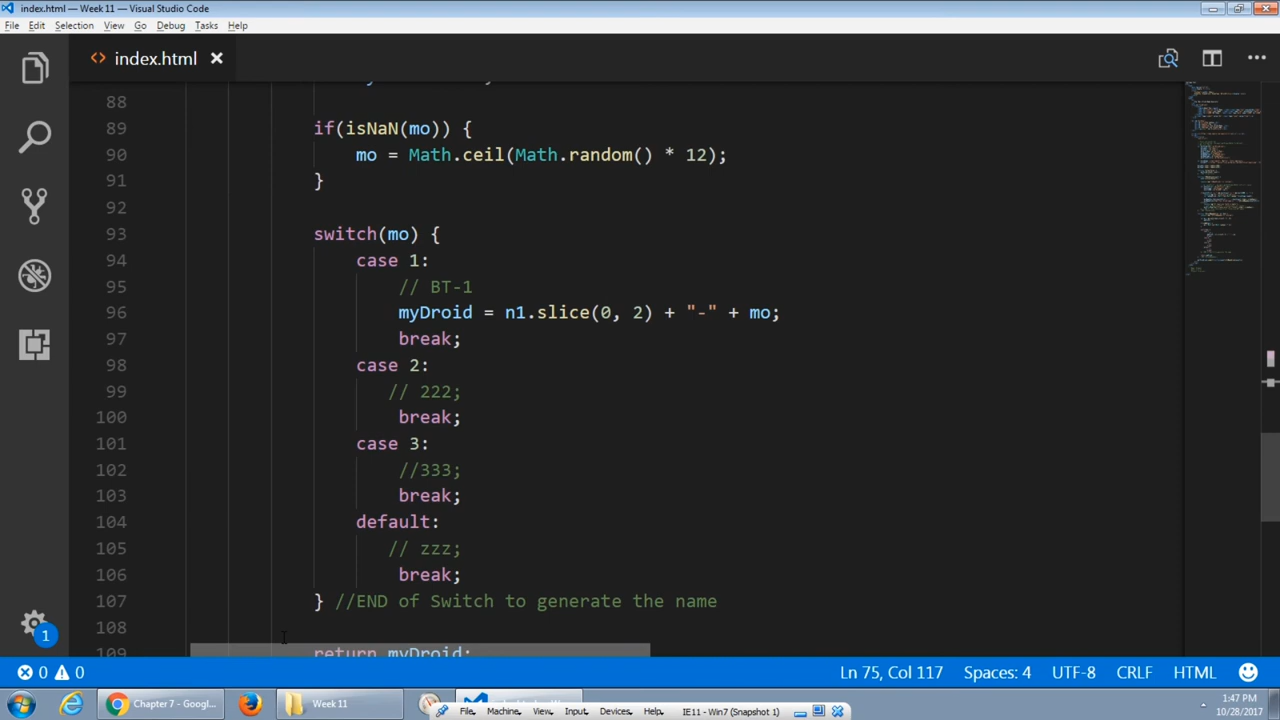 index.html — Week 11 — Visual Studio Code
File Edit Selection View Go Debug Tasks Help
<> index.html
88
89 if(isNaN(mo)) {
90 mo = Math.ceil(Math.random() * 12);
91 }
92
93 switch(mo) {
94 case 1:
95 // BT-1
96 myDroid = n1.slice(0, 2) + "-" + mo;
97 break;
98 case 2:
99 // 222;
100 break;
101 case 3:
102 //333;
103 break;
104 default:
105 // zzz;
106 break;
107 } //END of Switch to generate the name
108
109 return myDroid;
1
0 0 Ln 75, Col 117 Spaces: 4 UTF-8 CRLF HTML
Chapter 7 - Googl... Week 11 1:47 PM
File Machine View Input Devices Help IE11 - Win7 (Snapshot 1)
10/28/2017